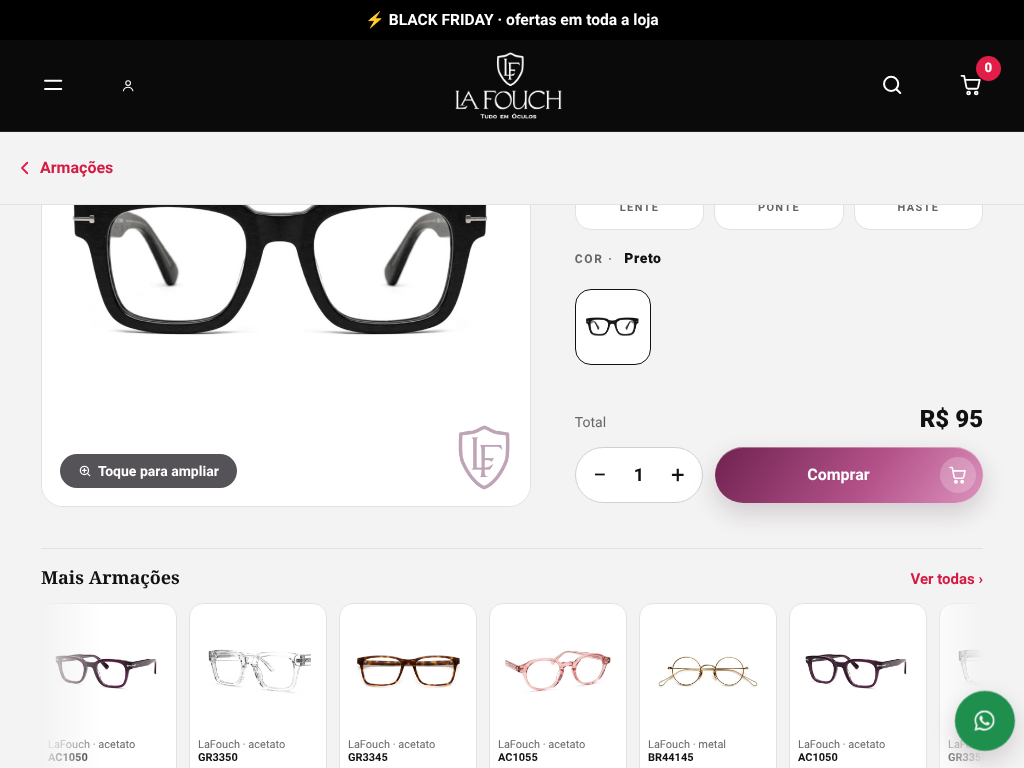 ⚡ BLACK FRIDAY · ofertas em toda a loja
LF
LA FOUCH
Tudo em Óculos
0
Armações
LENTE
PONTE
HASTE
COR · Preto
Total
R$ 95
LF
Toque para ampliar
− 1 +
Comprar
Mais Armações
Ver todas ›
LaFouch · acetato
AC1050
LaFouch · acetato
GR3350
LaFouch · acetato
GR3345
LaFouch · acetato
AC1055
LaFouch · metal
BR44145
LaFouch · acetato
AC1050